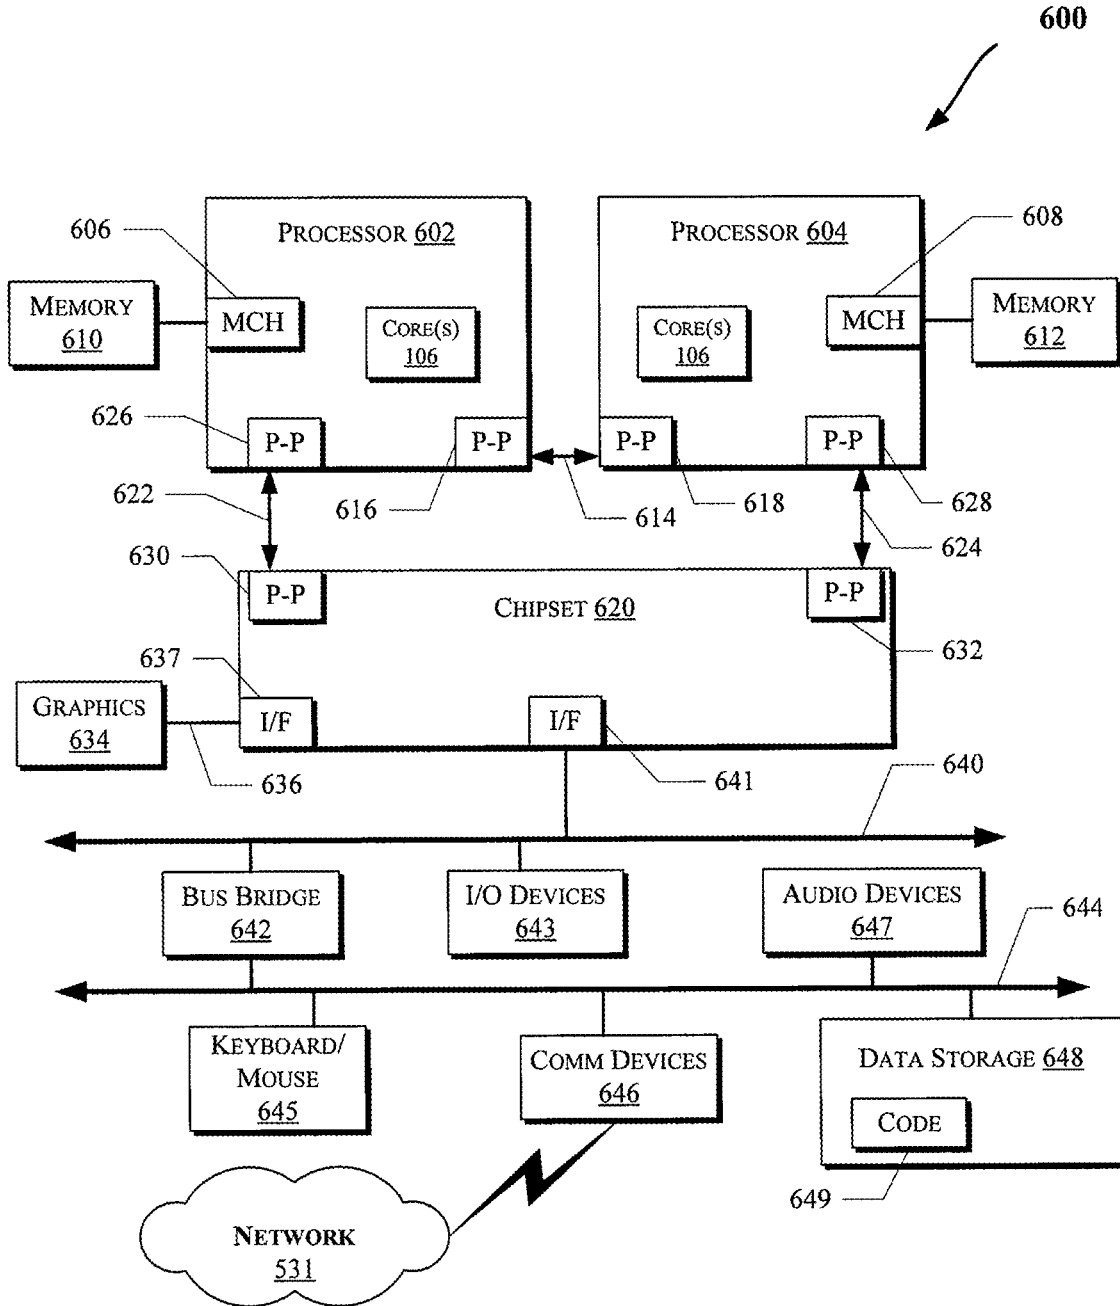 600
PROCESSOR 602
PROCESSOR 604
606
608
MEMORY
610
MCH
CORE(S)
106
CORE(S)
106
MCH
MEMORY
612
626
P-P
P-P
P-P
P-P
622
616
614
618
628
624
630
P-P
CHIPSET 620
P-P
632
637
GRAPHICS
634
I/F
I/F
636
641
640
BUS BRIDGE
642
I/O DEVICES
643
AUDIO DEVICES
647
644
KEYBOARD/
MOUSE
645
COMM DEVICES
646
DATA STORAGE 648
CODE
649
NETWORK
531